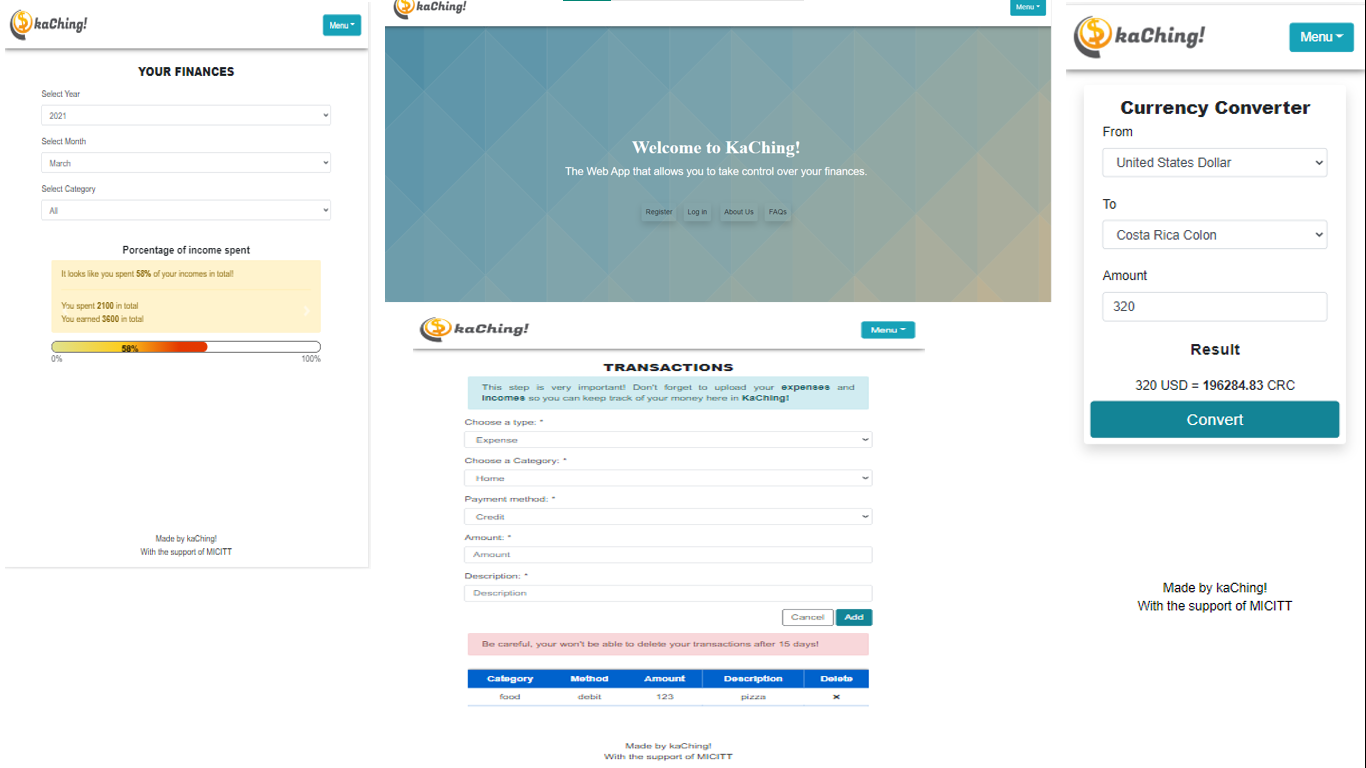 kaChing!
Menu
YOUR FINANCES
Select Year
2021
Select Month
March
Select Category
All
Porcentage of income spent
It looks like you spent 58% of your incomes in total!
You spent 2100 in total
You earned 3600 in total
58%
0% 100%
Made by kaChing!
With the support of MICITT
kaChing!
Menu
Welcome to KaChing!
The Web App that allows you to take control over your finances.
Register Log in About Us FAQs
kaChing!
Menu
TRANSACTIONS
This step is very important! Don't forget to upload your expenses and
incomes so you can keep track of your money here in KaChing!
Choose a type: *
Expense
Choose a Category: *
Home
Payment method: *
Credit
Amount: *
Amount
Description: *
Description
Cancel Add
Be careful, your won't be able to delete your transactions after 15 days!
Category Method Amount Description Delete
food debit 123 pizza ×
Made by kaChing!
With the support of MICITT
kaChing!
Menu
Currency Converter
From
United States Dollar
To
Costa Rica Colon
Amount
320
Result
320 USD = 196284.83 CRC
Convert
Made by kaChing!
With the support of MICITT